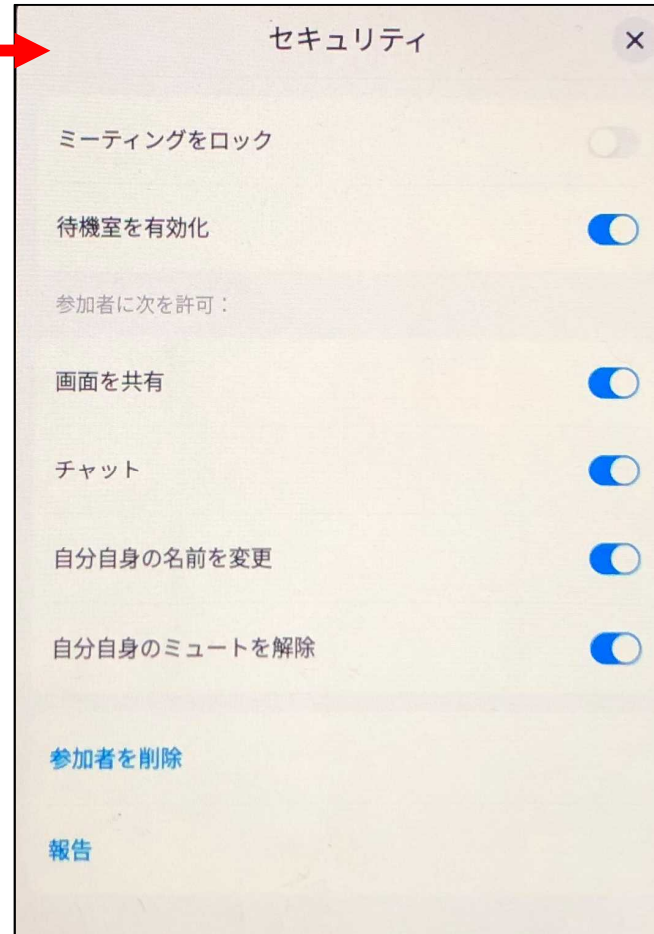 セキュリティ
ミーティングをロック
待機室を有効化
参加者に次を許可：
画面を共有
チャット
自分自身の名前を変更
自分自身のミュートを解除
参加者を削除
報告